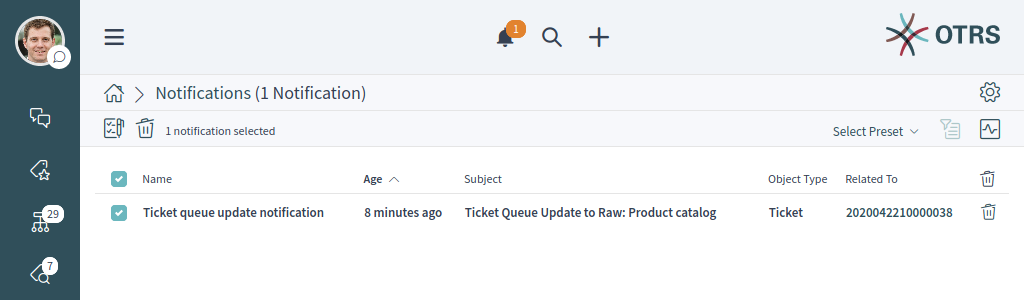 1
OTRS
Notifications (1 Notification)
1 notification selected
Select Preset
Name Age Subject Object Type Related To
Ticket queue update notification 8 minutes ago Ticket Queue Update to Raw: Product catalog Ticket 2020042210000038
29
7